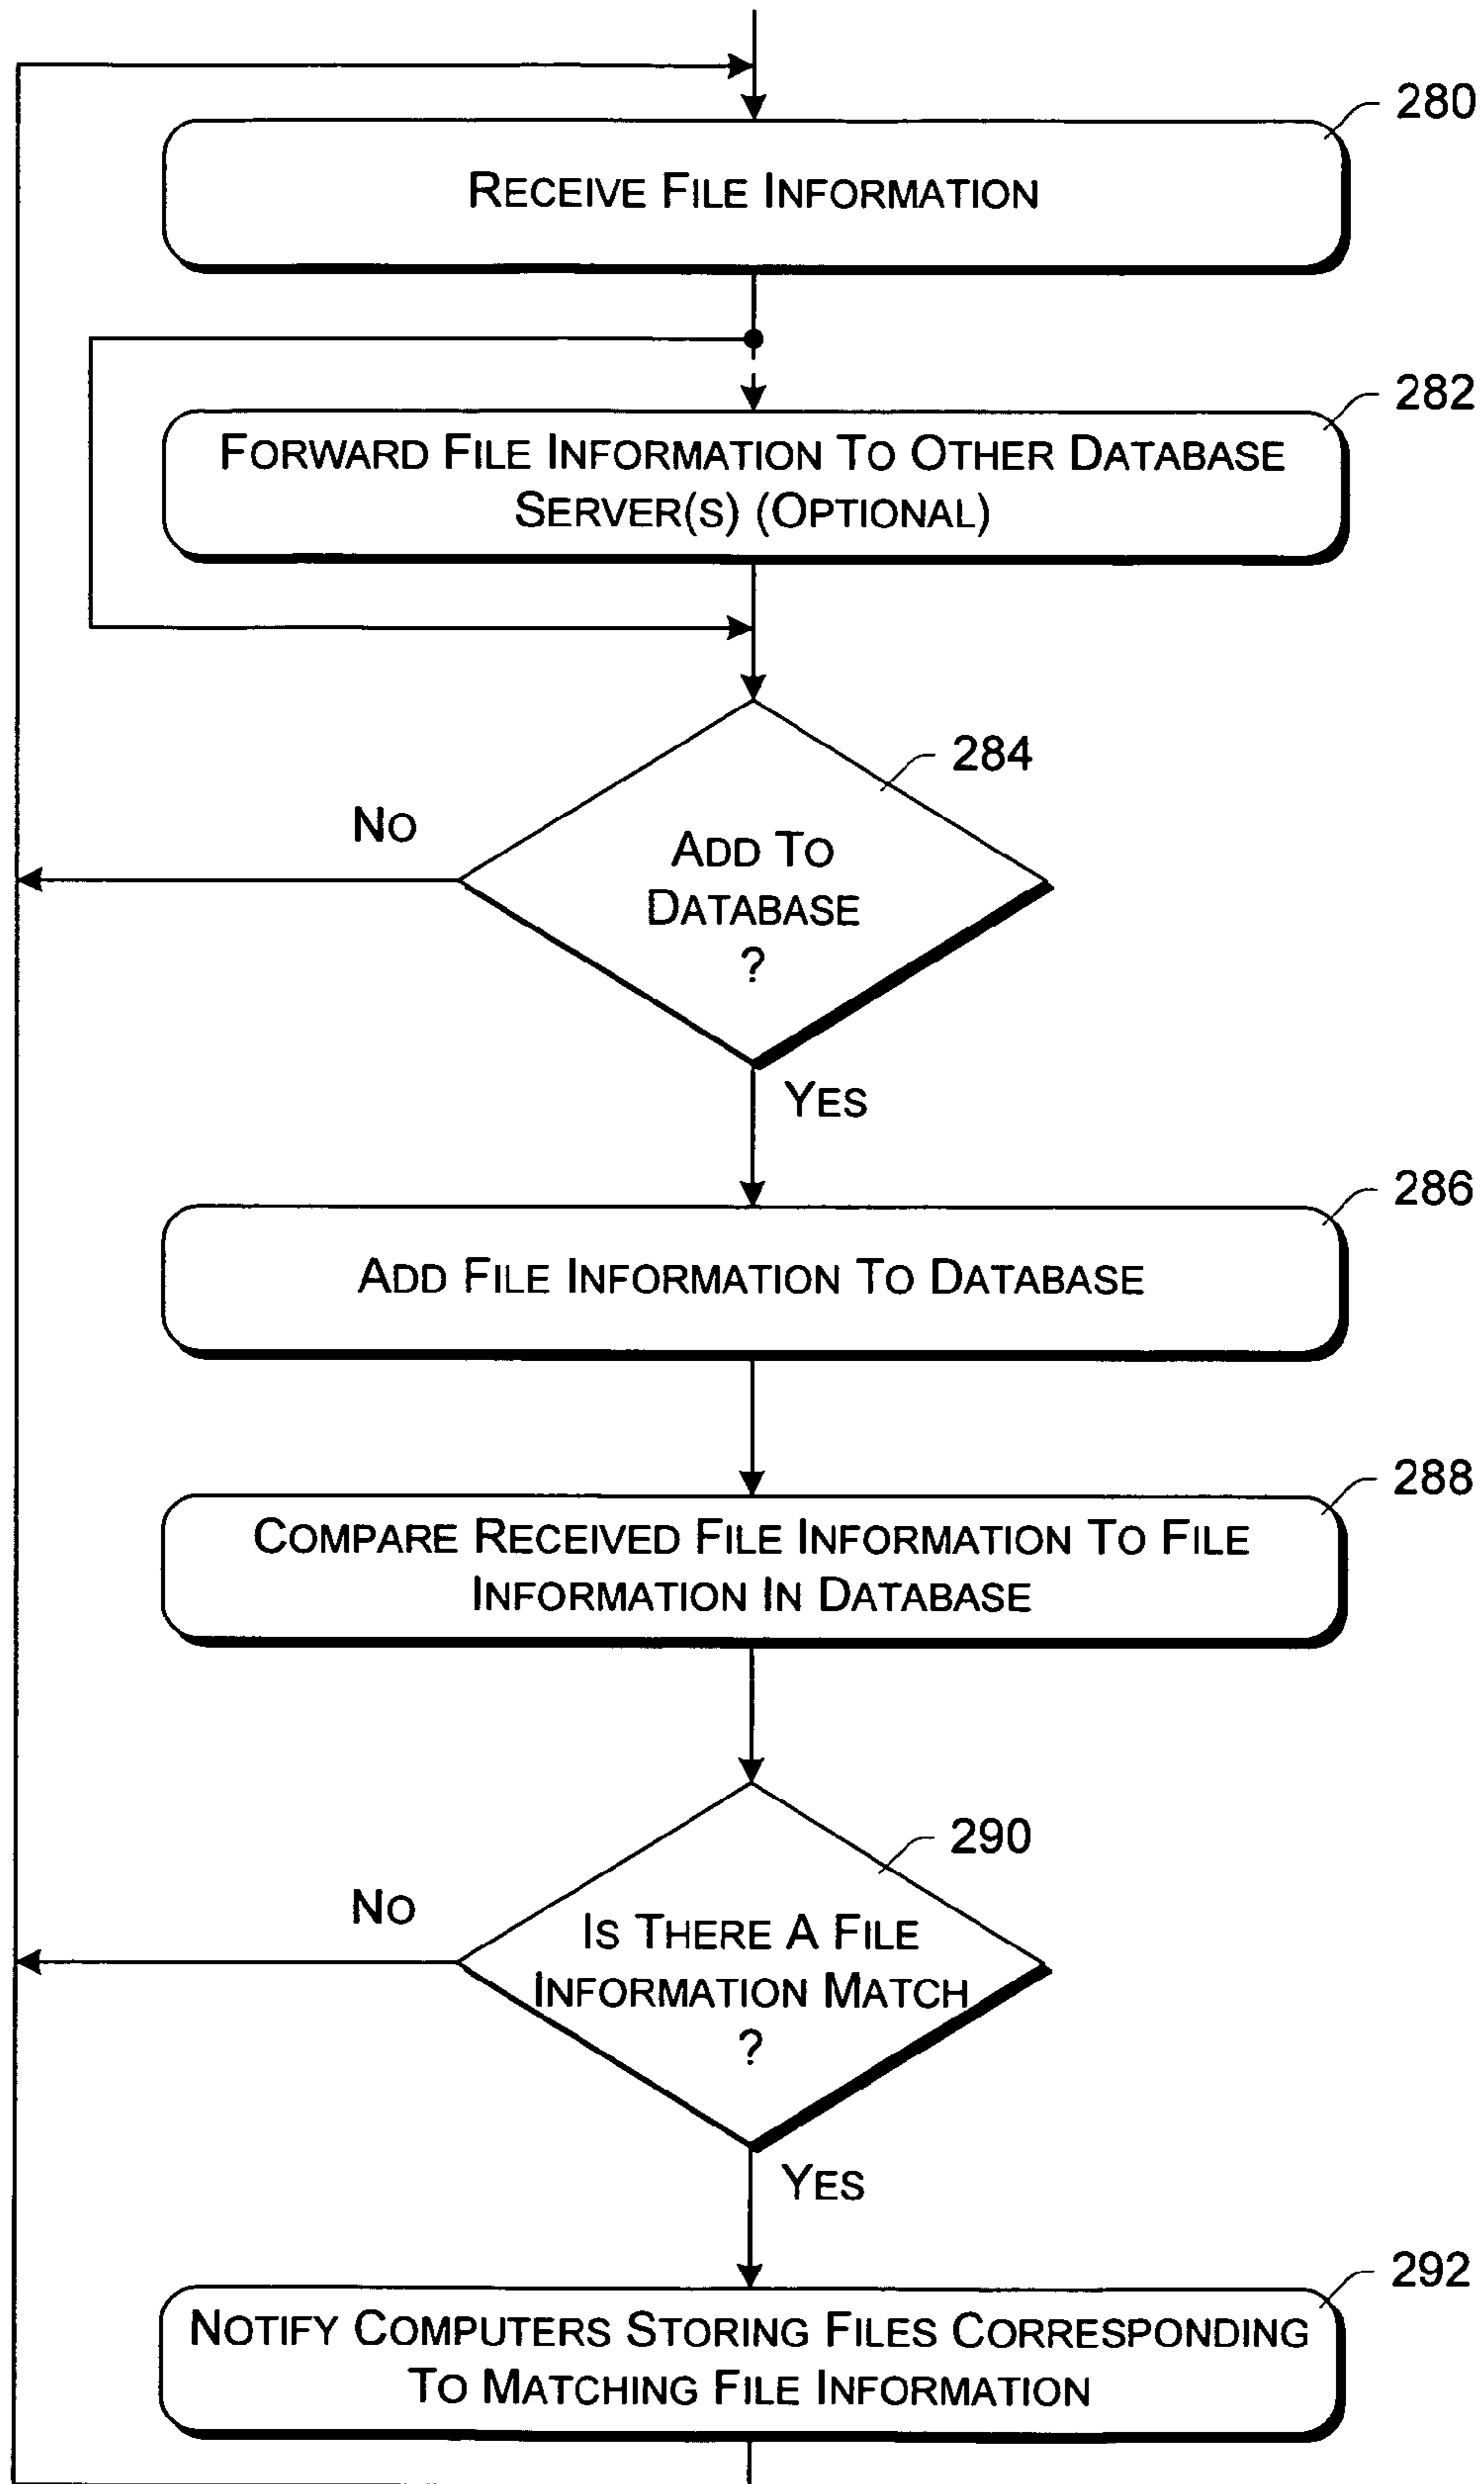 280
RECEIVE FILE INFORMATION
282
FORWARD FILE INFORMATION TO OTHER DATABASE
SERVER(S) (OPTIONAL)
284
NO
ADD TO
DATABASE
?
YES
286
ADD FILE INFORMATION TO DATABASE
288
COMPARE RECEIVED FILE INFORMATION TO FILE
INFORMATION IN DATABASE
290
NO
IS THERE A FILE
INFORMATION MATCH
?
YES
292
NOTIFY COMPUTERS STORING FILES CORRESPONDING
TO MATCHING FILE INFORMATION